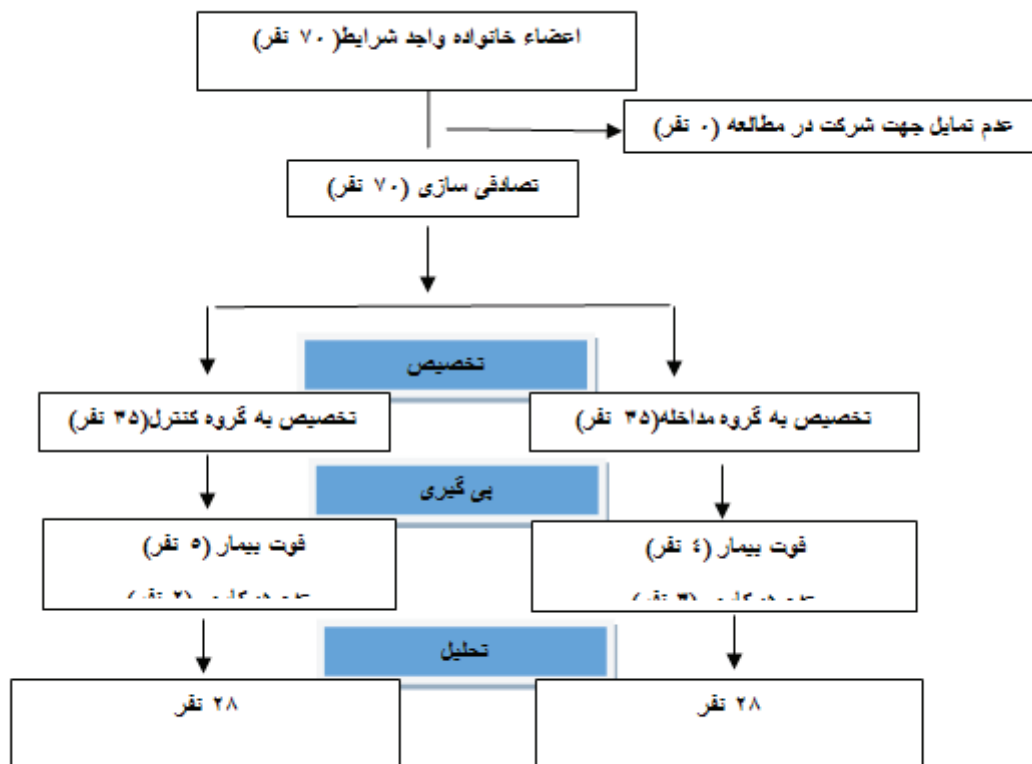 اعضاء خانواده واجد شرایط( ۷۰ نفر)
عدم تمایل جهت شرکت در مطالعه (۰ نفر)
تصادفی سازی (۷۰ نفر)
تخصیص
تخصیص به گروه مداخله(۳۵ نفر)
تخصیص به گروه کنترل(۳۵ نفر)
پی گیری
فوت بیمار (٤ نفر)
فوت بیمار (٥ نفر)
تحلیل
۲۸ نفر
۲۸ نفر